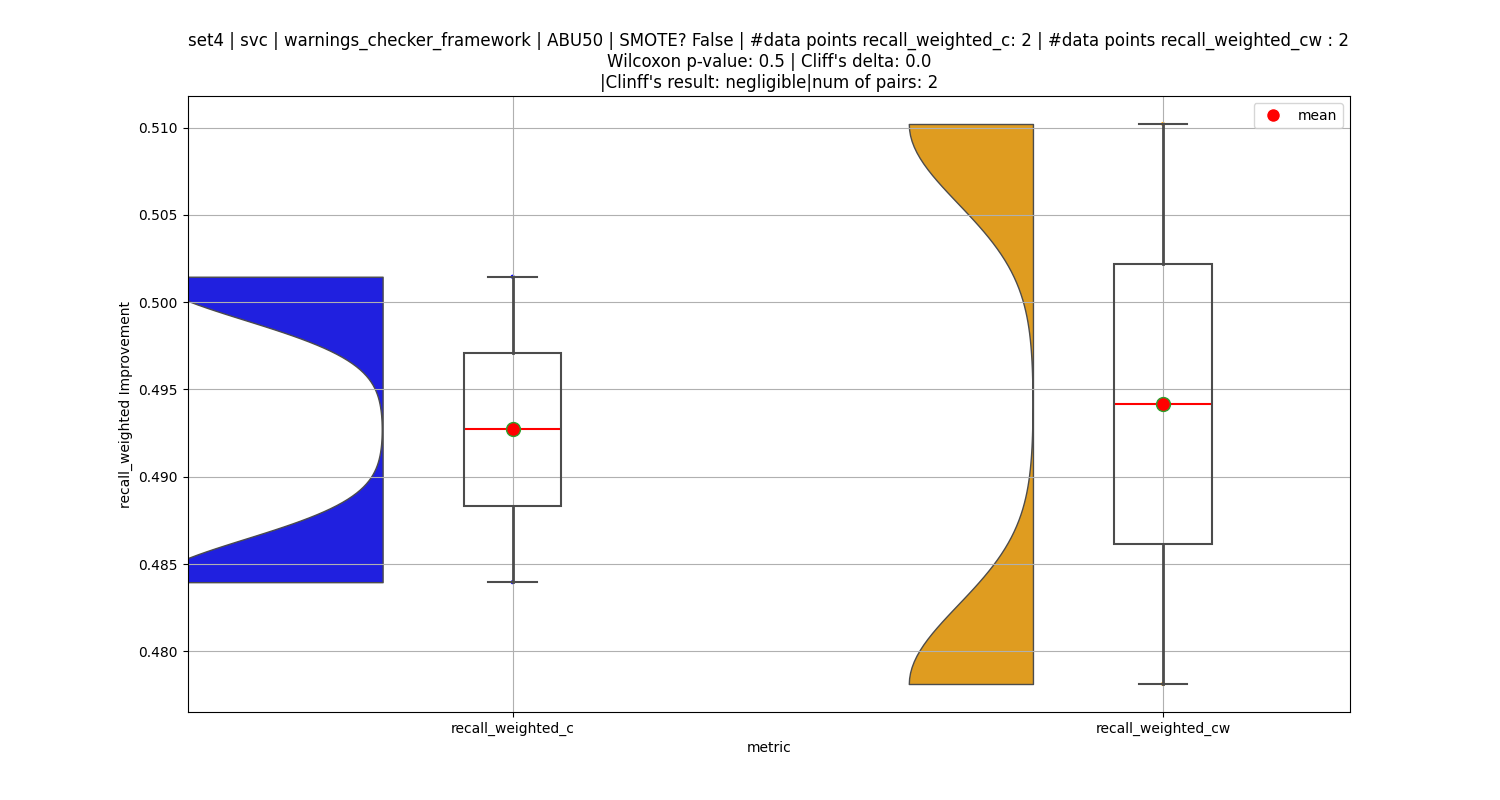 set4 | svc | warnings_checker_framework | ABU50 | SMOTE? False | #data points recall_weighted_c: 2 | #data points recall_weighted_cw : 2
Wilcoxon p-value: 0.5 | Cliff's delta: 0.0
|Clinff's result: negligible|num of pairs: 2
mean
0.510
0.505
0.500
0.495
0.490
0.485
0.480
recall_weighted Improvement
recall_weighted_c
recall_weighted_cw
metric